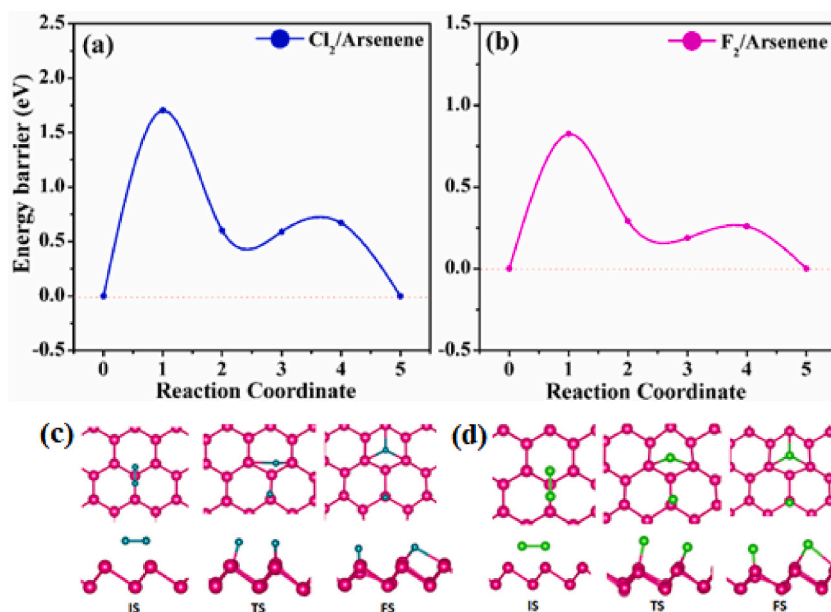 (a)
Cl2/Arsenene
Energy barrier (eV)
2.5
2.0
1.5
1.0
0.5
0.0
-0.5
0 1 2 3 4 5
Reaction Coordinate
(b)
F2/Arsenene
1.5
1.0
0.5
0.0
-0.5
0 1 2 3 4 5
Reaction Coordinate
(c)
IS TS FS
(d)
IS TS FS